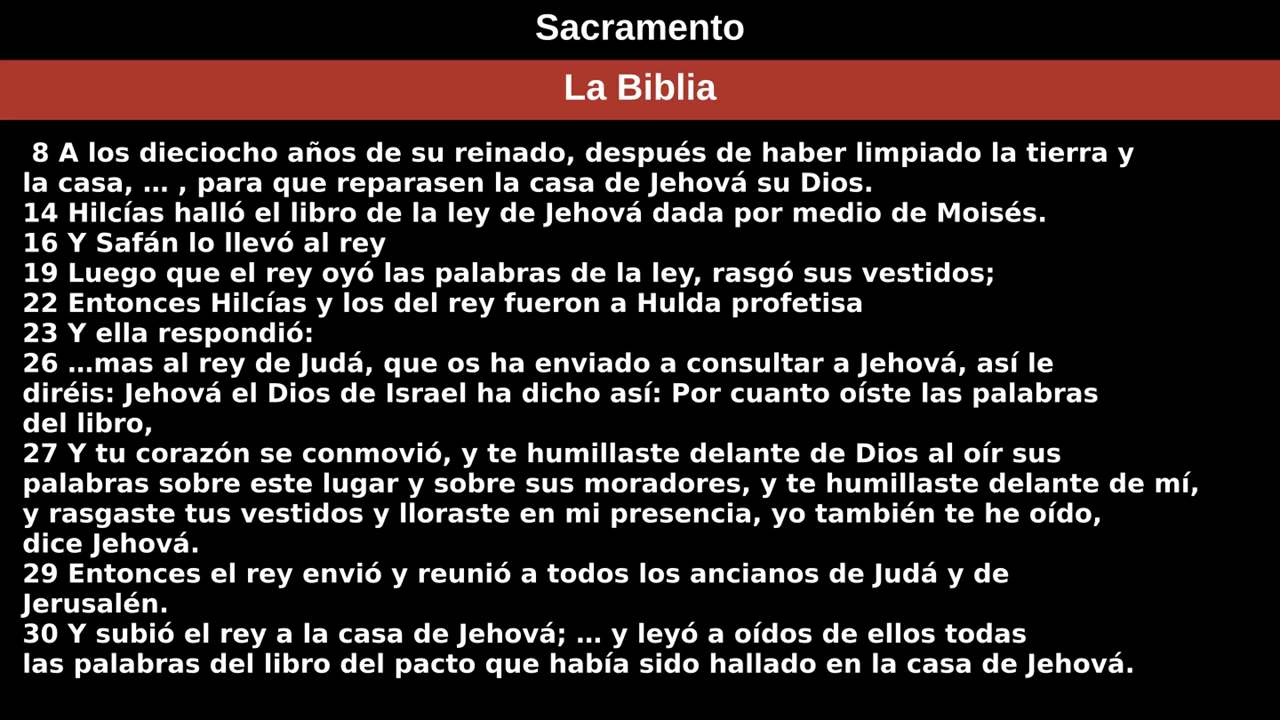 Sacramento
La Biblia
8 A los dieciocho años de su reinado, después de haber limpiado la tierra y
la casa, ... , para que reparasen la casa de Jehová su Dios.
14 Hilcías halló el libro de la ley de Jehová dada por medio de Moisés.
16 Y Safán lo llevó al rey
19 Luego que el rey oyó las palabras de la ley, rasgó sus vestidos;
22 Entonces Hilcías y los del rey fueron a Hulda profetisa
23 Y ella respondió:
26 ...mas al rey de Judá, que os ha enviado a consultar a Jehová, así le
diréis: Jehová el Dios de Israel ha dicho así: Por cuanto oíste las palabras
del libro,
27 Y tu corazón se conmovió, y te humillaste delante de Dios al oír sus
palabras sobre este lugar y sobre sus moradores, y te humillaste delante de mí,
y rasgaste tus vestidos y lloraste en mi presencia, yo también te he oído,
dice Jehová.
29 Entonces el rey envió y reunió a todos los ancianos de Judá y de
Jerusalén.
30 Y subió el rey a la casa de Jehová; ... y leyó a oídos de ellos todas
las palabras del libro del pacto que había sido hallado en la casa de Jehová.